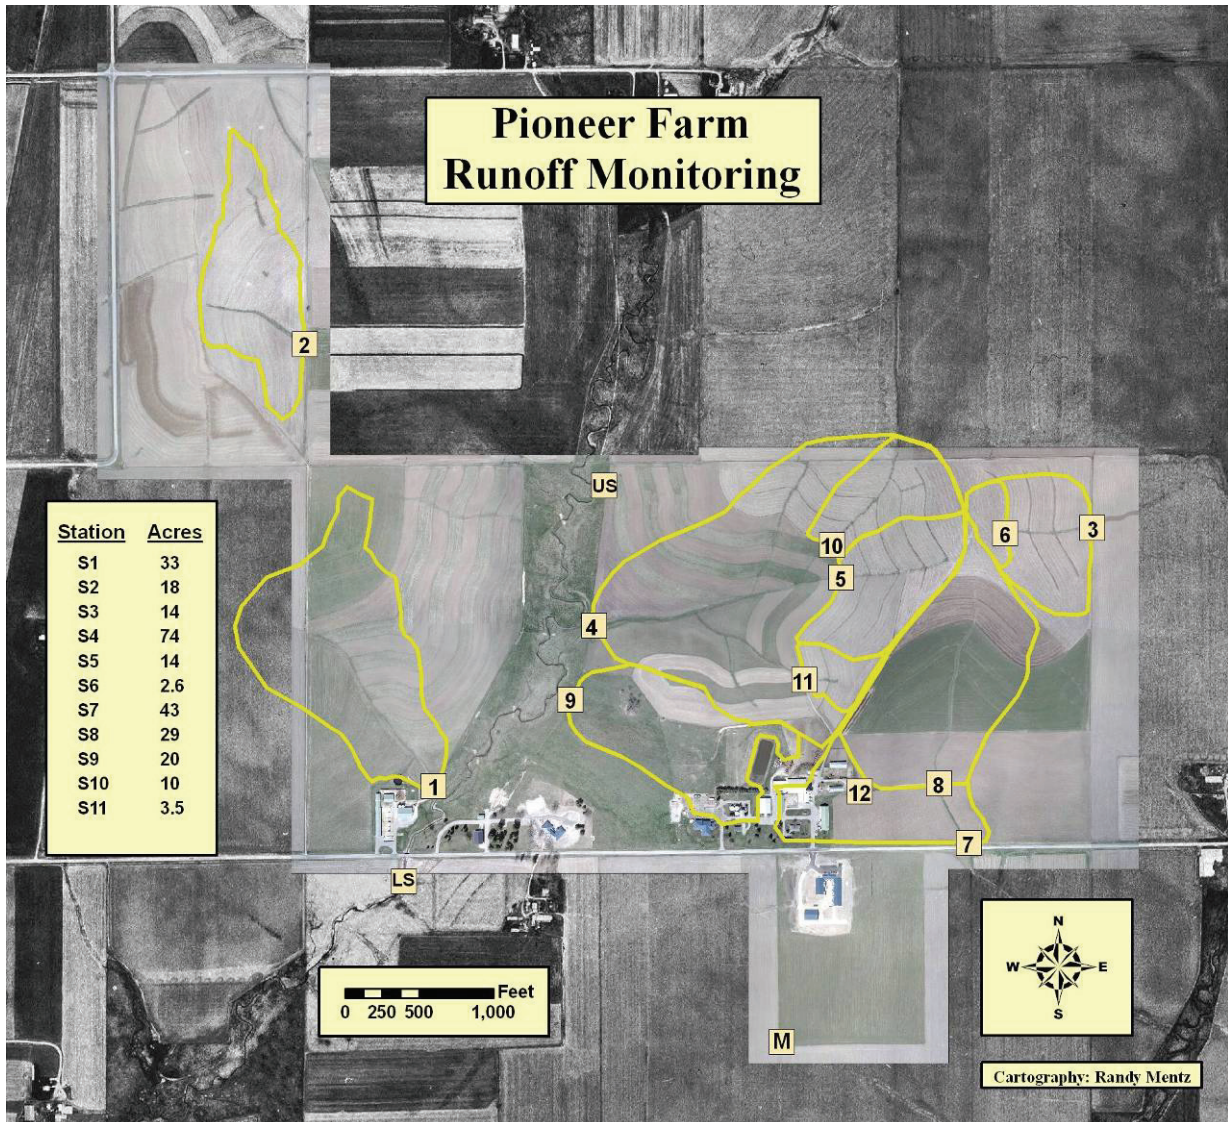 Pioneer Farm
Runoff Monitoring
2
US
Station Acres
S1 33
S2 18
S3 14
S4 74
S5 14
S6 2.6
S7 43
S8 29
S9 20
S10 10
S11 3.5
10
6
3
5
4
11
9
1
12
8
7
LS
Feet
0 250 500 1,000
N
W E
S
M
Cartography: Randy Mentz